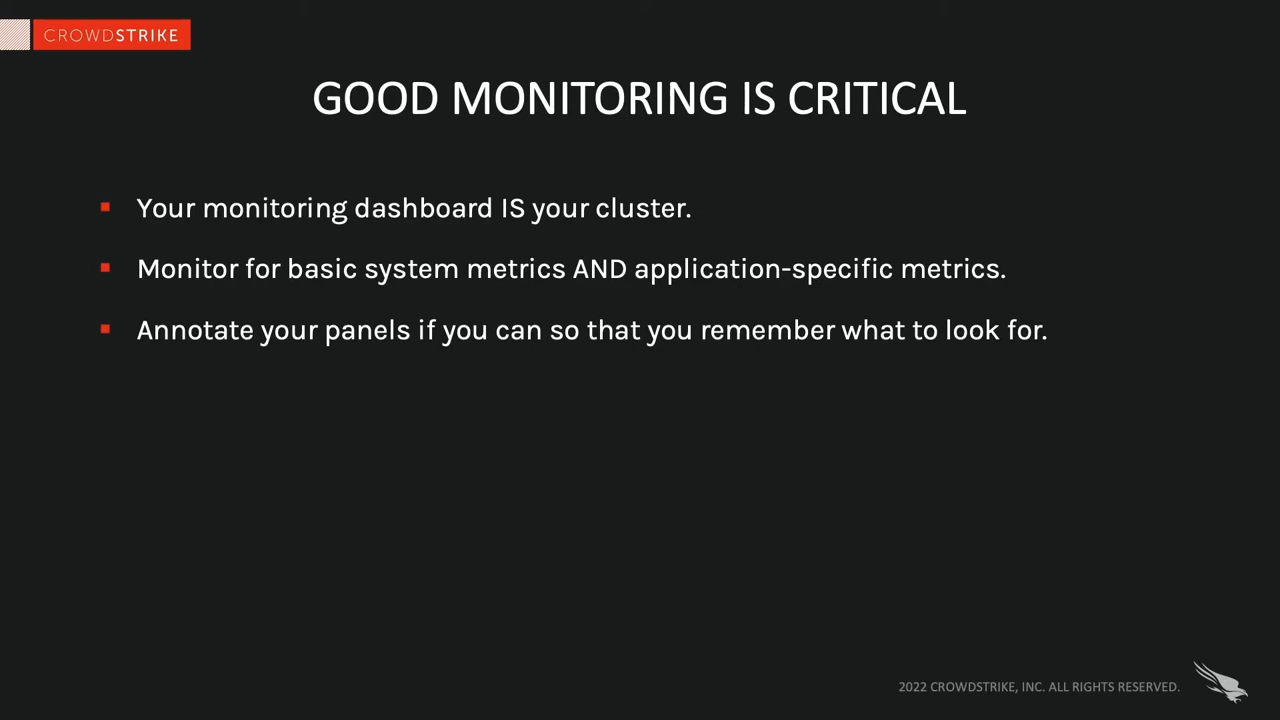 CROWDSTRIKE
GOOD MONITORING IS CRITICAL
Your monitoring dashboard IS your cluster.
Monitor for basic system metrics AND application-specific metrics.
Annotate your panels if you can so that you remember what to look for.
2022 CROWDSTRIKE, INC. ALL RIGHTS RESERVED.